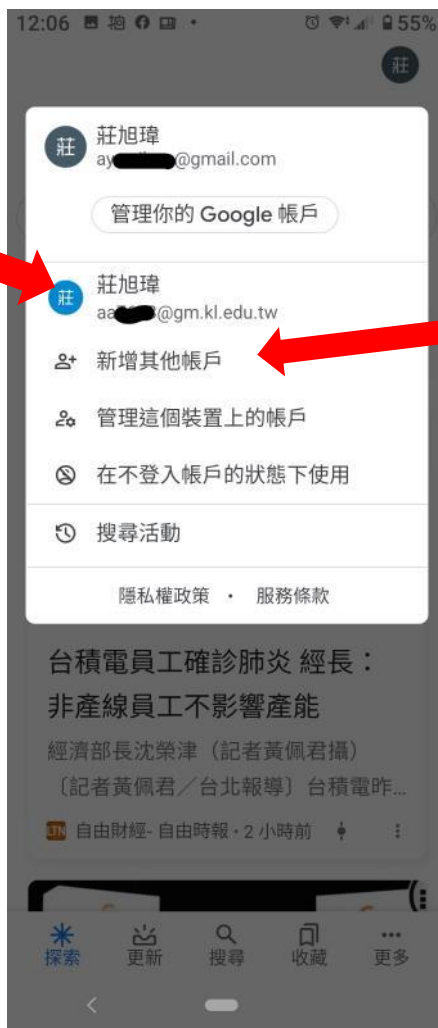 12:06 55%
莊
莊 莊旭瑋
ay @gmail.com
管理你的 Google 帳戶
莊 莊旭瑋
aa @gm.kl.edu.tw
新增其他帳戶
管理這個裝置上的帳戶
在不登入帳戶的狀態下使用
搜尋活動
隱私權政策 • 服務條款
台積電員工確診肺炎 經長：
非產線員工不影響產能
經濟部長沈榮津（記者黃佩君攝）
〔記者黃佩君／台北報導〕台積電昨...
LTN 自由財經- 自由時報・2 小時前
探索 更新 搜尋 收藏 更多